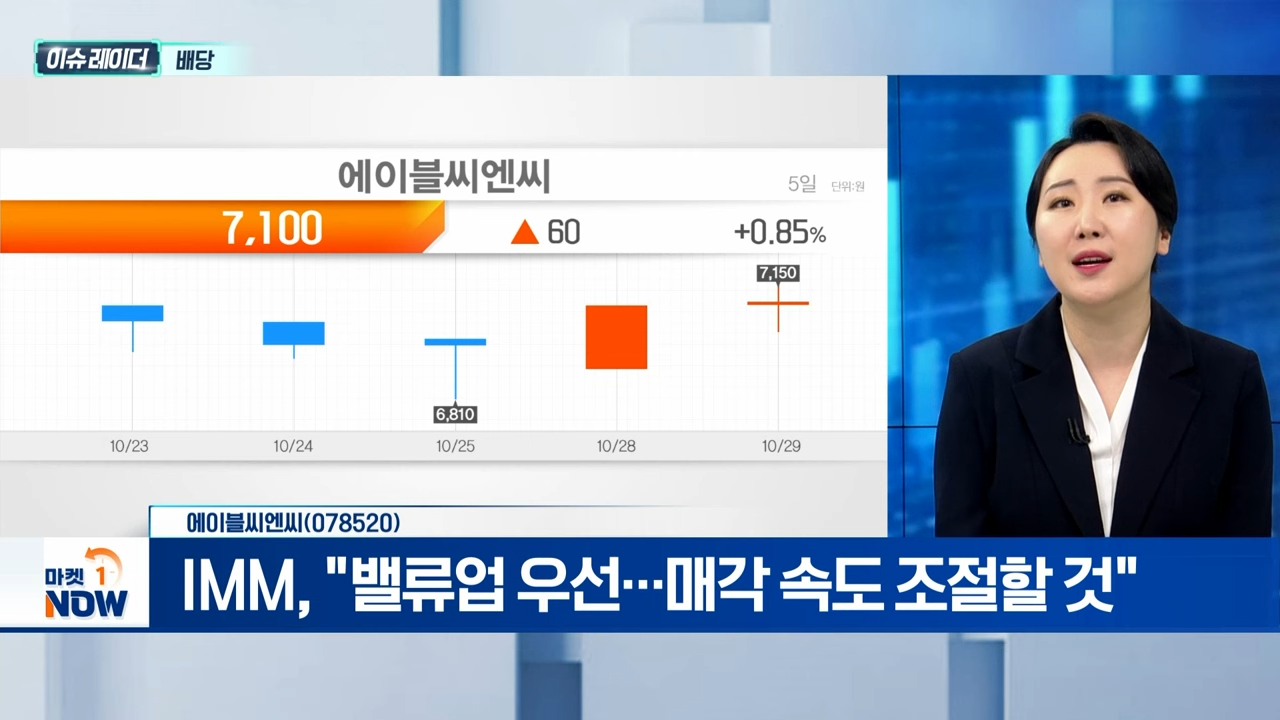 이슈 레이더 배당
에이블씨엔씨
5일 단위:원
7,100 ▲ 60 +0.85%
7,150
6,810
10/23 10/24 10/25 10/28 10/29
에이블씨엔씨(078520)
마켓 1
NOW
IMM, "밸류업 우선…매각 속도 조절할 것"